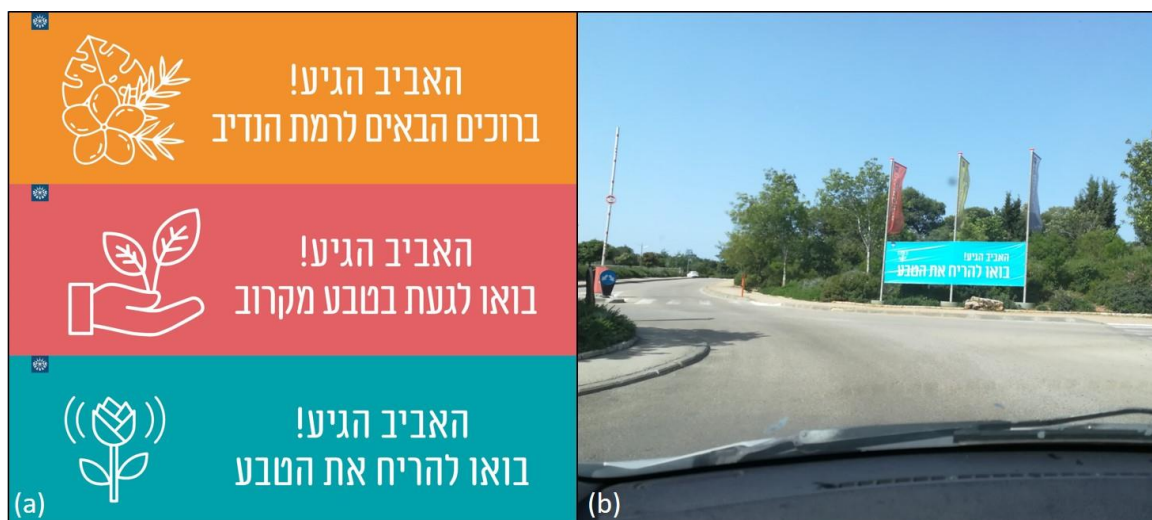 האביב הגיע!
ברוכים הבאים לרמת הנדיב
האביב הגיע!
בואו לגעת בטבע מקרוב
האביב הגיע!
בואו להריח את הטבע
(a)
האביב הגיע!
בואו להריח את הטבע
(b)